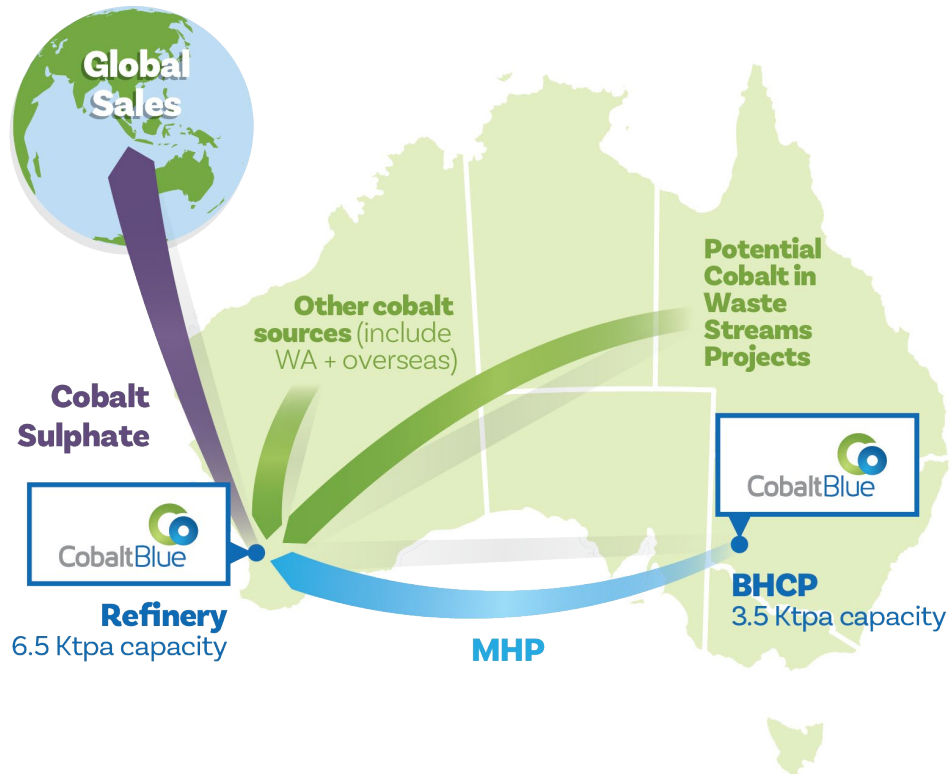 Global
Sales
Potential
Cobalt in
Waste
Streams
Projects
Other cobalt
sources (include
WA + overseas)
Cobalt
Sulphate
CobaltBlue
CobaltBlue
Refinery
6.5 Ktpa capacity
BHCP
3.5 Ktpa capacity
MHP